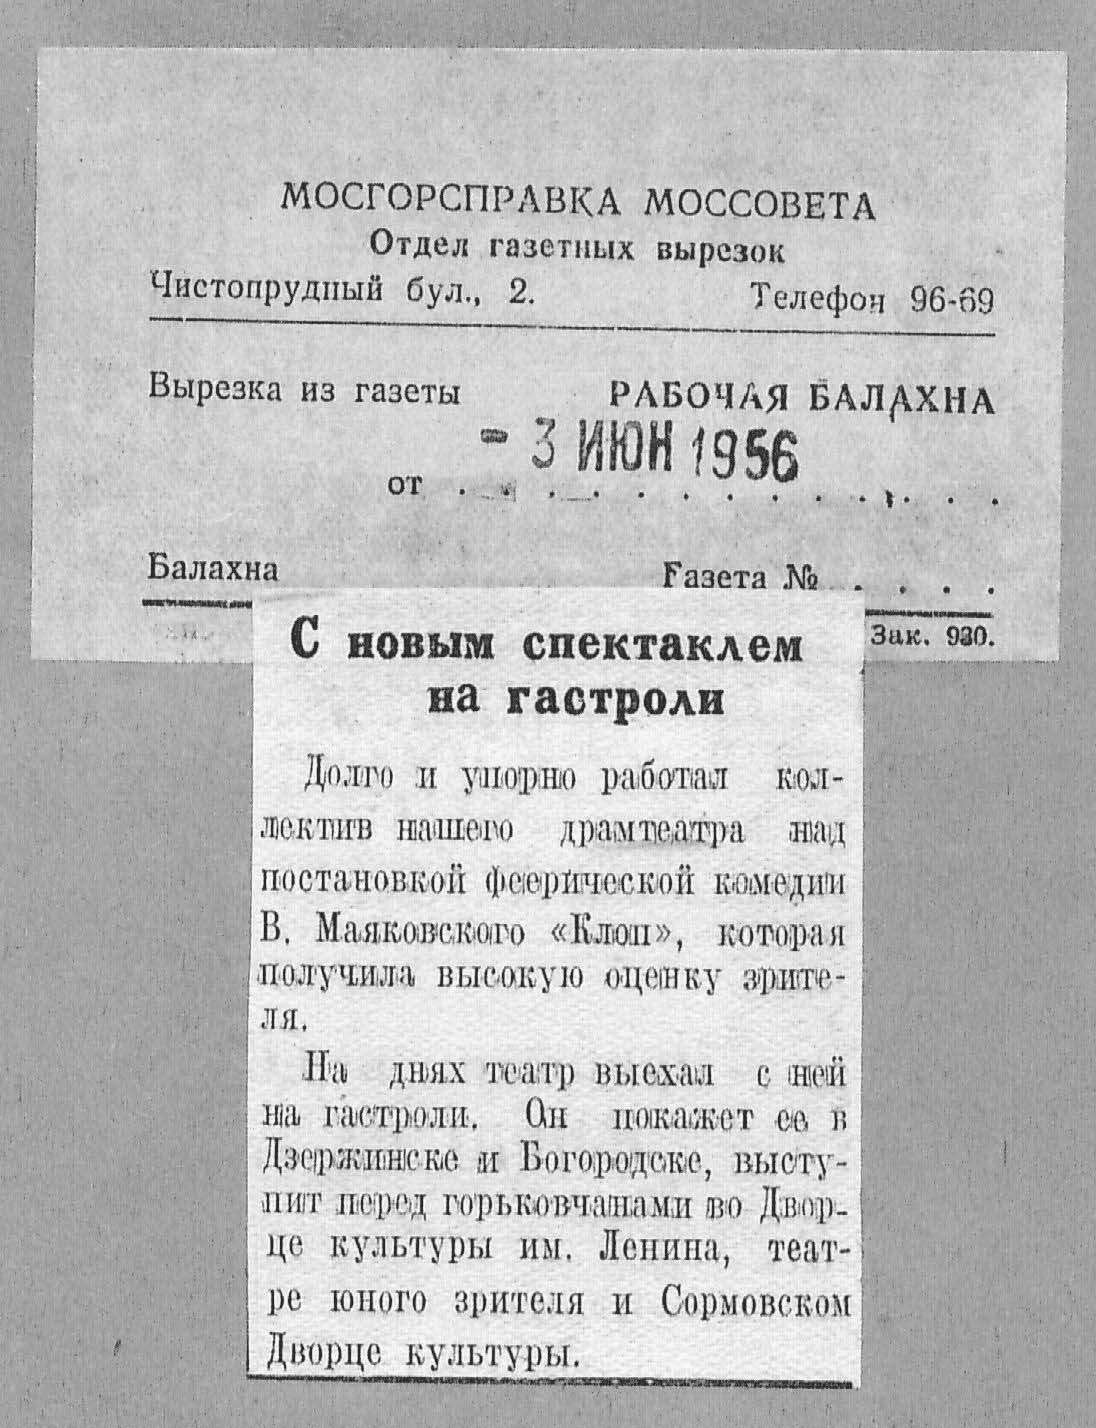 МОСГОРСПРАВКА МОССОВЕТА
Отдел газетных вырезок
Чистопрудный бул., 2. Телефон 96-69
Вырезка из газеты РАБОЧАЯ БАЛАХНА
- 3 ИЮН 1956
от . . . . . . . . . . . . .
Балахна Газета № . . . .
Зак. 930.
С новым спектаклем
на гастроли
Долго и упорно работал кол-
лектив нашего драмтеатра над
постановкой феерической комедии
В. Маяковского «Клоп», которая
получила высокую оценку зрите-
ля.
На днях театр выехал с ней
на гастроли. Он покажет ее в
Дзержинске и Богородске, высту-
пит перед горьковчанами во Двор-
це культуры им. Ленина, теат-
ре юного зрителя и Сормовском
Дворце культуры.